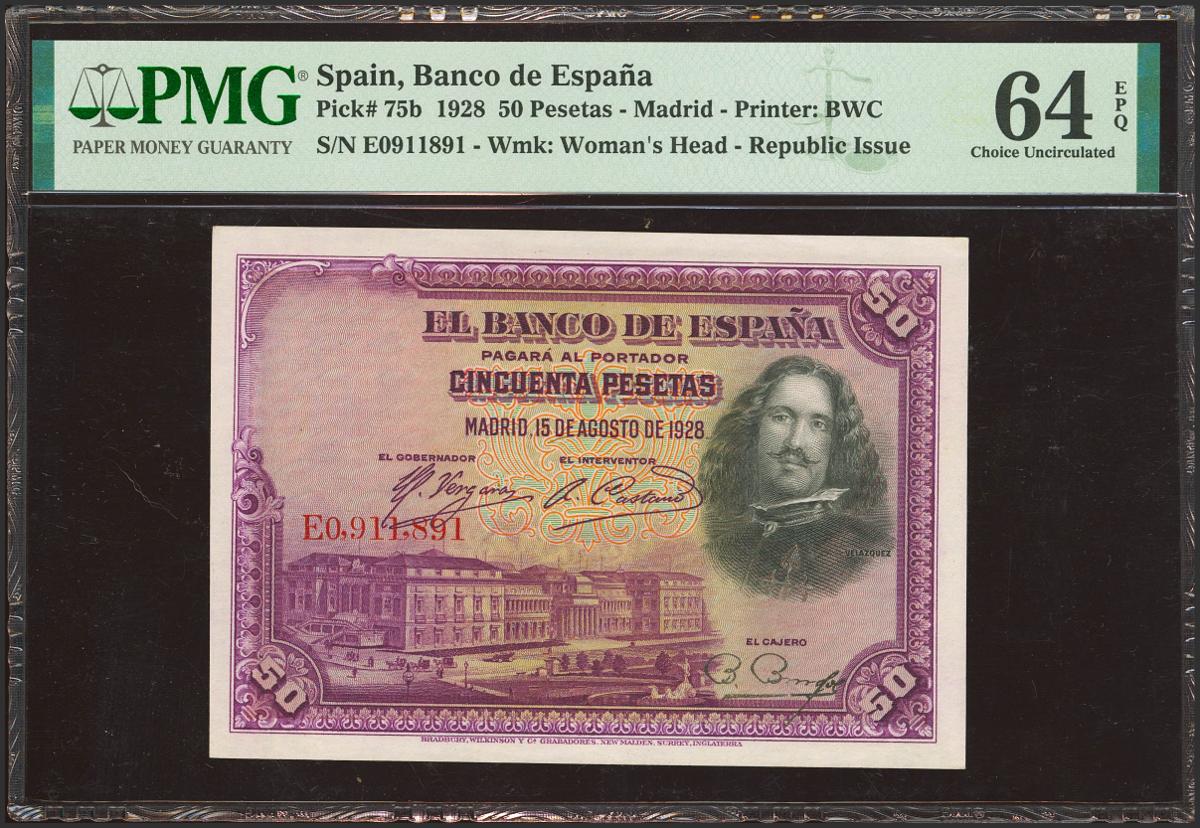 PMG
PMG®
PAPER MONEY GUARANTY
Spain, Banco de España
Pick# 75b 1928 50 Pesetas - Madrid - Printer: BWC
S/N E0911891 - Wmk: Woman's Head - Republic Issue
64
EPQ
Choice Uncirculated
50
EL BANCO DE ESPAÑA
PAGARÁ AL PORTADOR
CINCUENTA PESETAS
MADRID, 15 DE AGOSTO DE 1928
EL GOBERNADOR
EL INTERVENTOR
E0,911,891
VELAZQUEZ
EL CAJERO
50
50
BRADBURY, WILKINSON Y Cª GRABADORES, NEW MALDEN, SURREY, INGLATERRA